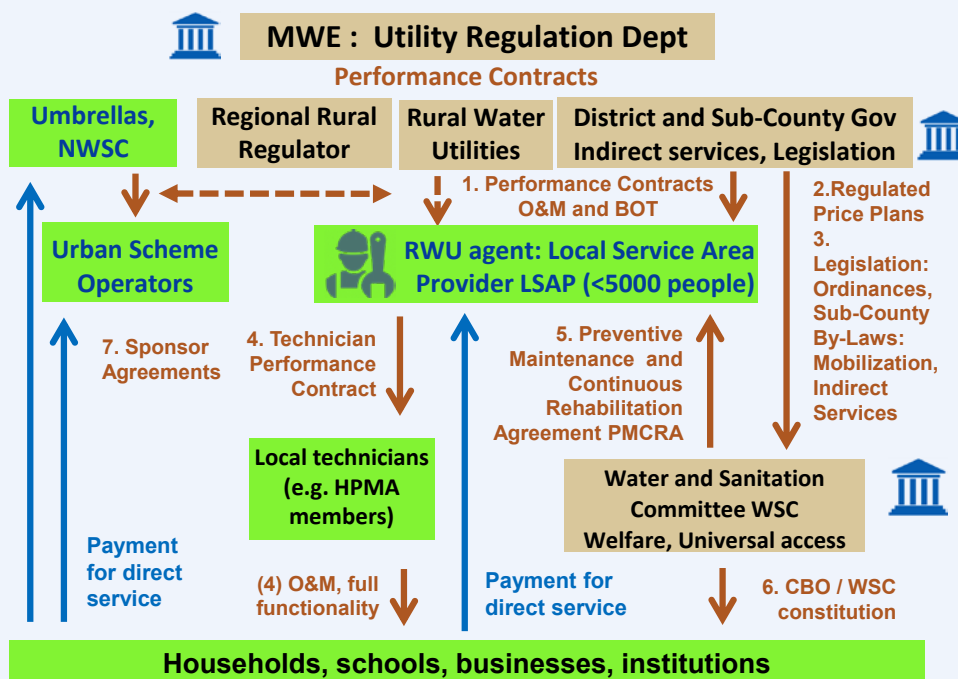 MWE :  Utility Regulation Dept
Performance Contracts
Umbrellas,
NWSC
Regional Rural
Regulator
Rural Water
Utilities
District and Sub-County Gov
Indirect services, Legislation
1. Performance Contracts
O&M and BOT
2.Regulated
Price Plans
3.
Legislation:
Ordinances,
Sub-County
By-Laws:
Mobilization,
Indirect
Services
Urban Scheme
Operators
RWU agent: Local Service Area
Provider LSAP (<5000 people)
7. Sponsor
Agreements
4. Technician
Performance
Contract
5. Preventive
Maintenance  and
Continuous
Rehabilitation
Agreement PMCRA
Local technicians
(e.g. HPMA
members)
Water and Sanitation
Committee WSC
Welfare, Universal access
Payment
for direct
service
(4) O&M, full
functionality
Payment for
direct service
6. CBO / WSC
constitution
Households, schools, businesses, institutions